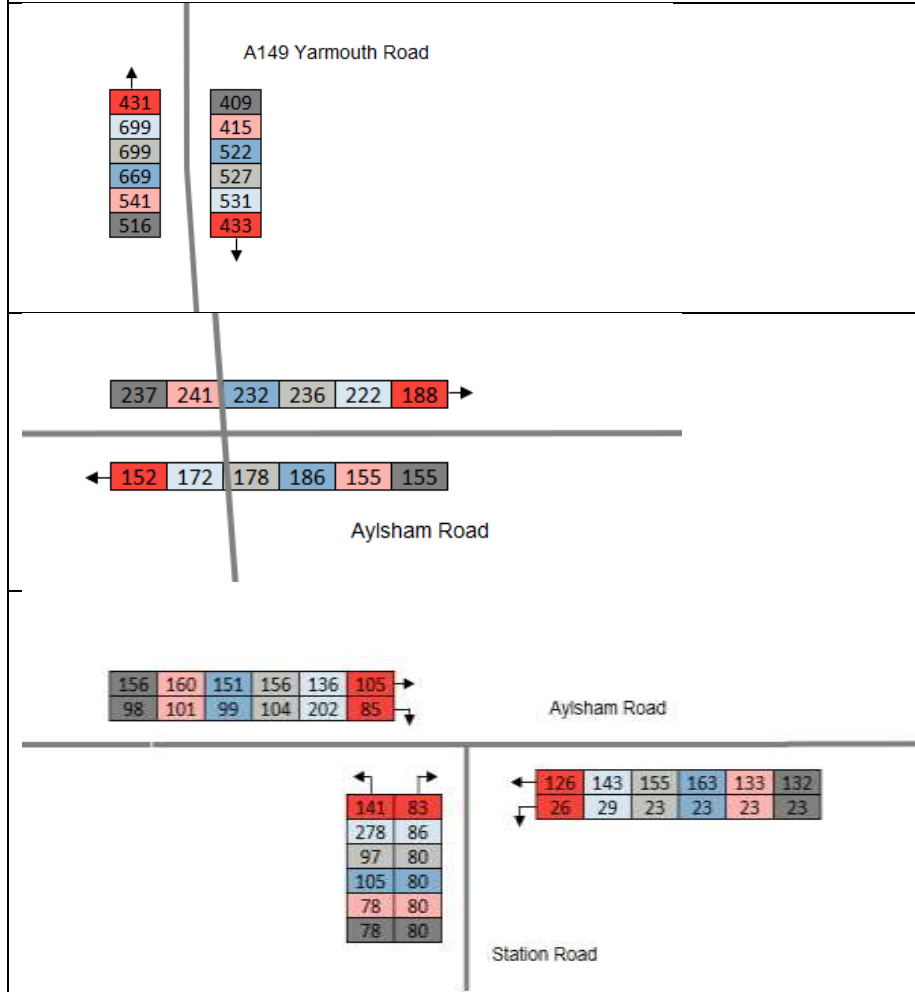 A149 Yarmouth Road
431 409
699 415
699 522
669 527
541 531
516 433
237 241 232 236 222 188
152 172 178 186 155 155
Aylsham Road
156 160 151 156 136 105
98 101 99 104 202 85
Aylsham Road
126 143 155 163 133 132
26 29 23 23 23 23
141 83
278 86
97 80
105 80
78 80
78 80
Station Road